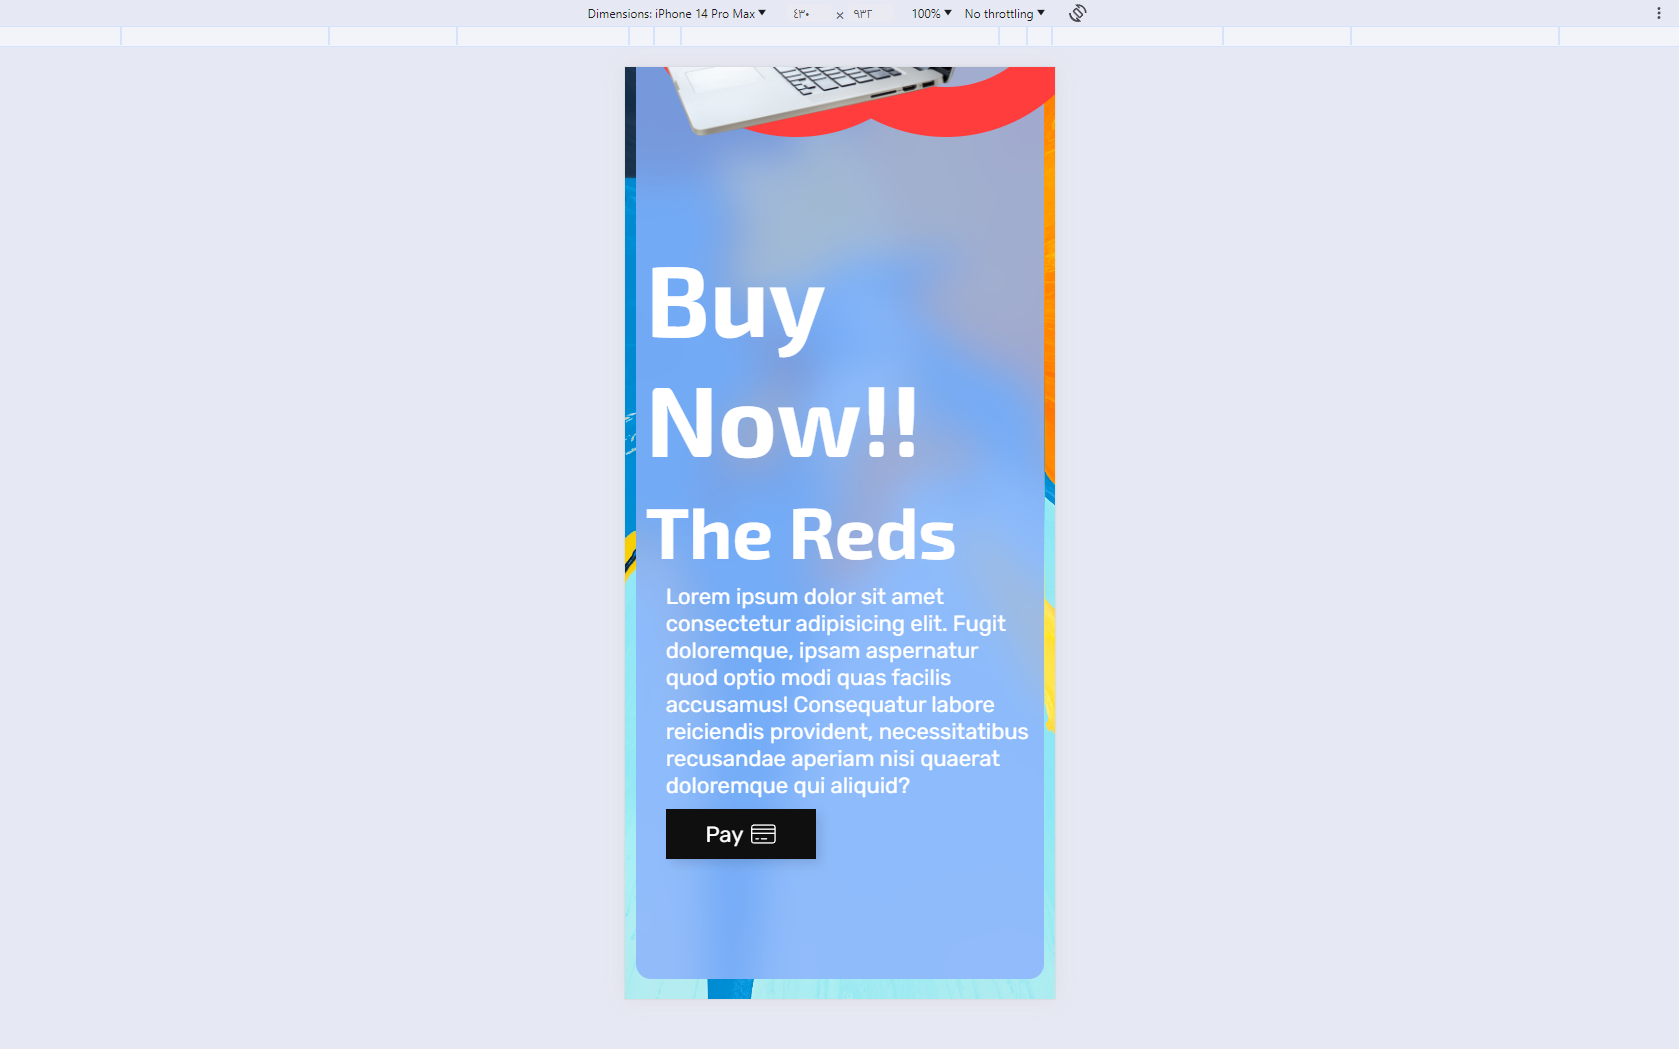 Dimensions: iPhone 14 Pro Max ٤٣٠ × ٩٣٢ 100% No throttling
Buy
Now!!
The Reds
Lorem ipsum dolor sit amet
consectetur adipisicing elit. Fugit
doloremque, ipsam aspernatur
quod optio modi quas facilis
accusamus! Consequatur labore
reiciendis provident, necessitatibus
recusandae aperiam nisi quaerat
doloremque qui aliquid?
Pay